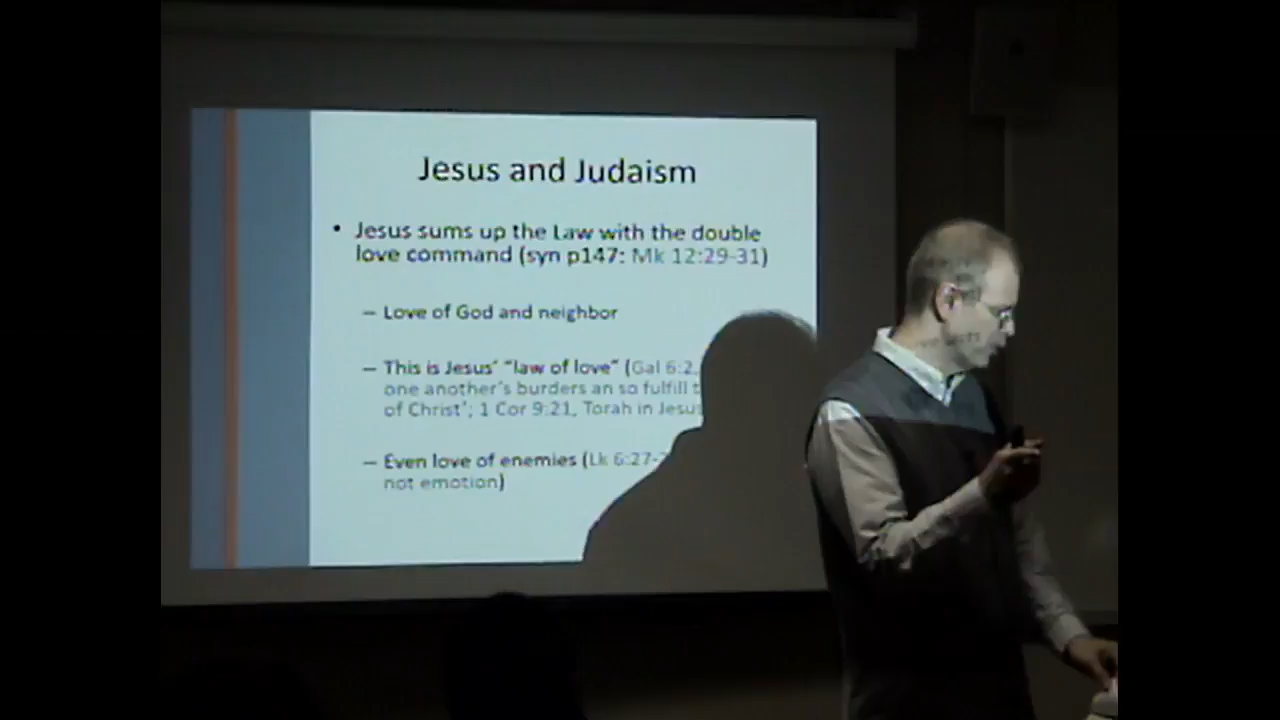 Jesus and Judaism
• Jesus sums up the Law with the double
love command (syn p147: Mk 12:29-31)
– Love of God and neighbor
– This is Jesus' "law of love" (Gal 6:2,
one another's burders an so fulfill t
of Christ'; 1 Cor 9:21, Torah in Jesus
– Even love of enemies (Lk 6:27-
not emotion)